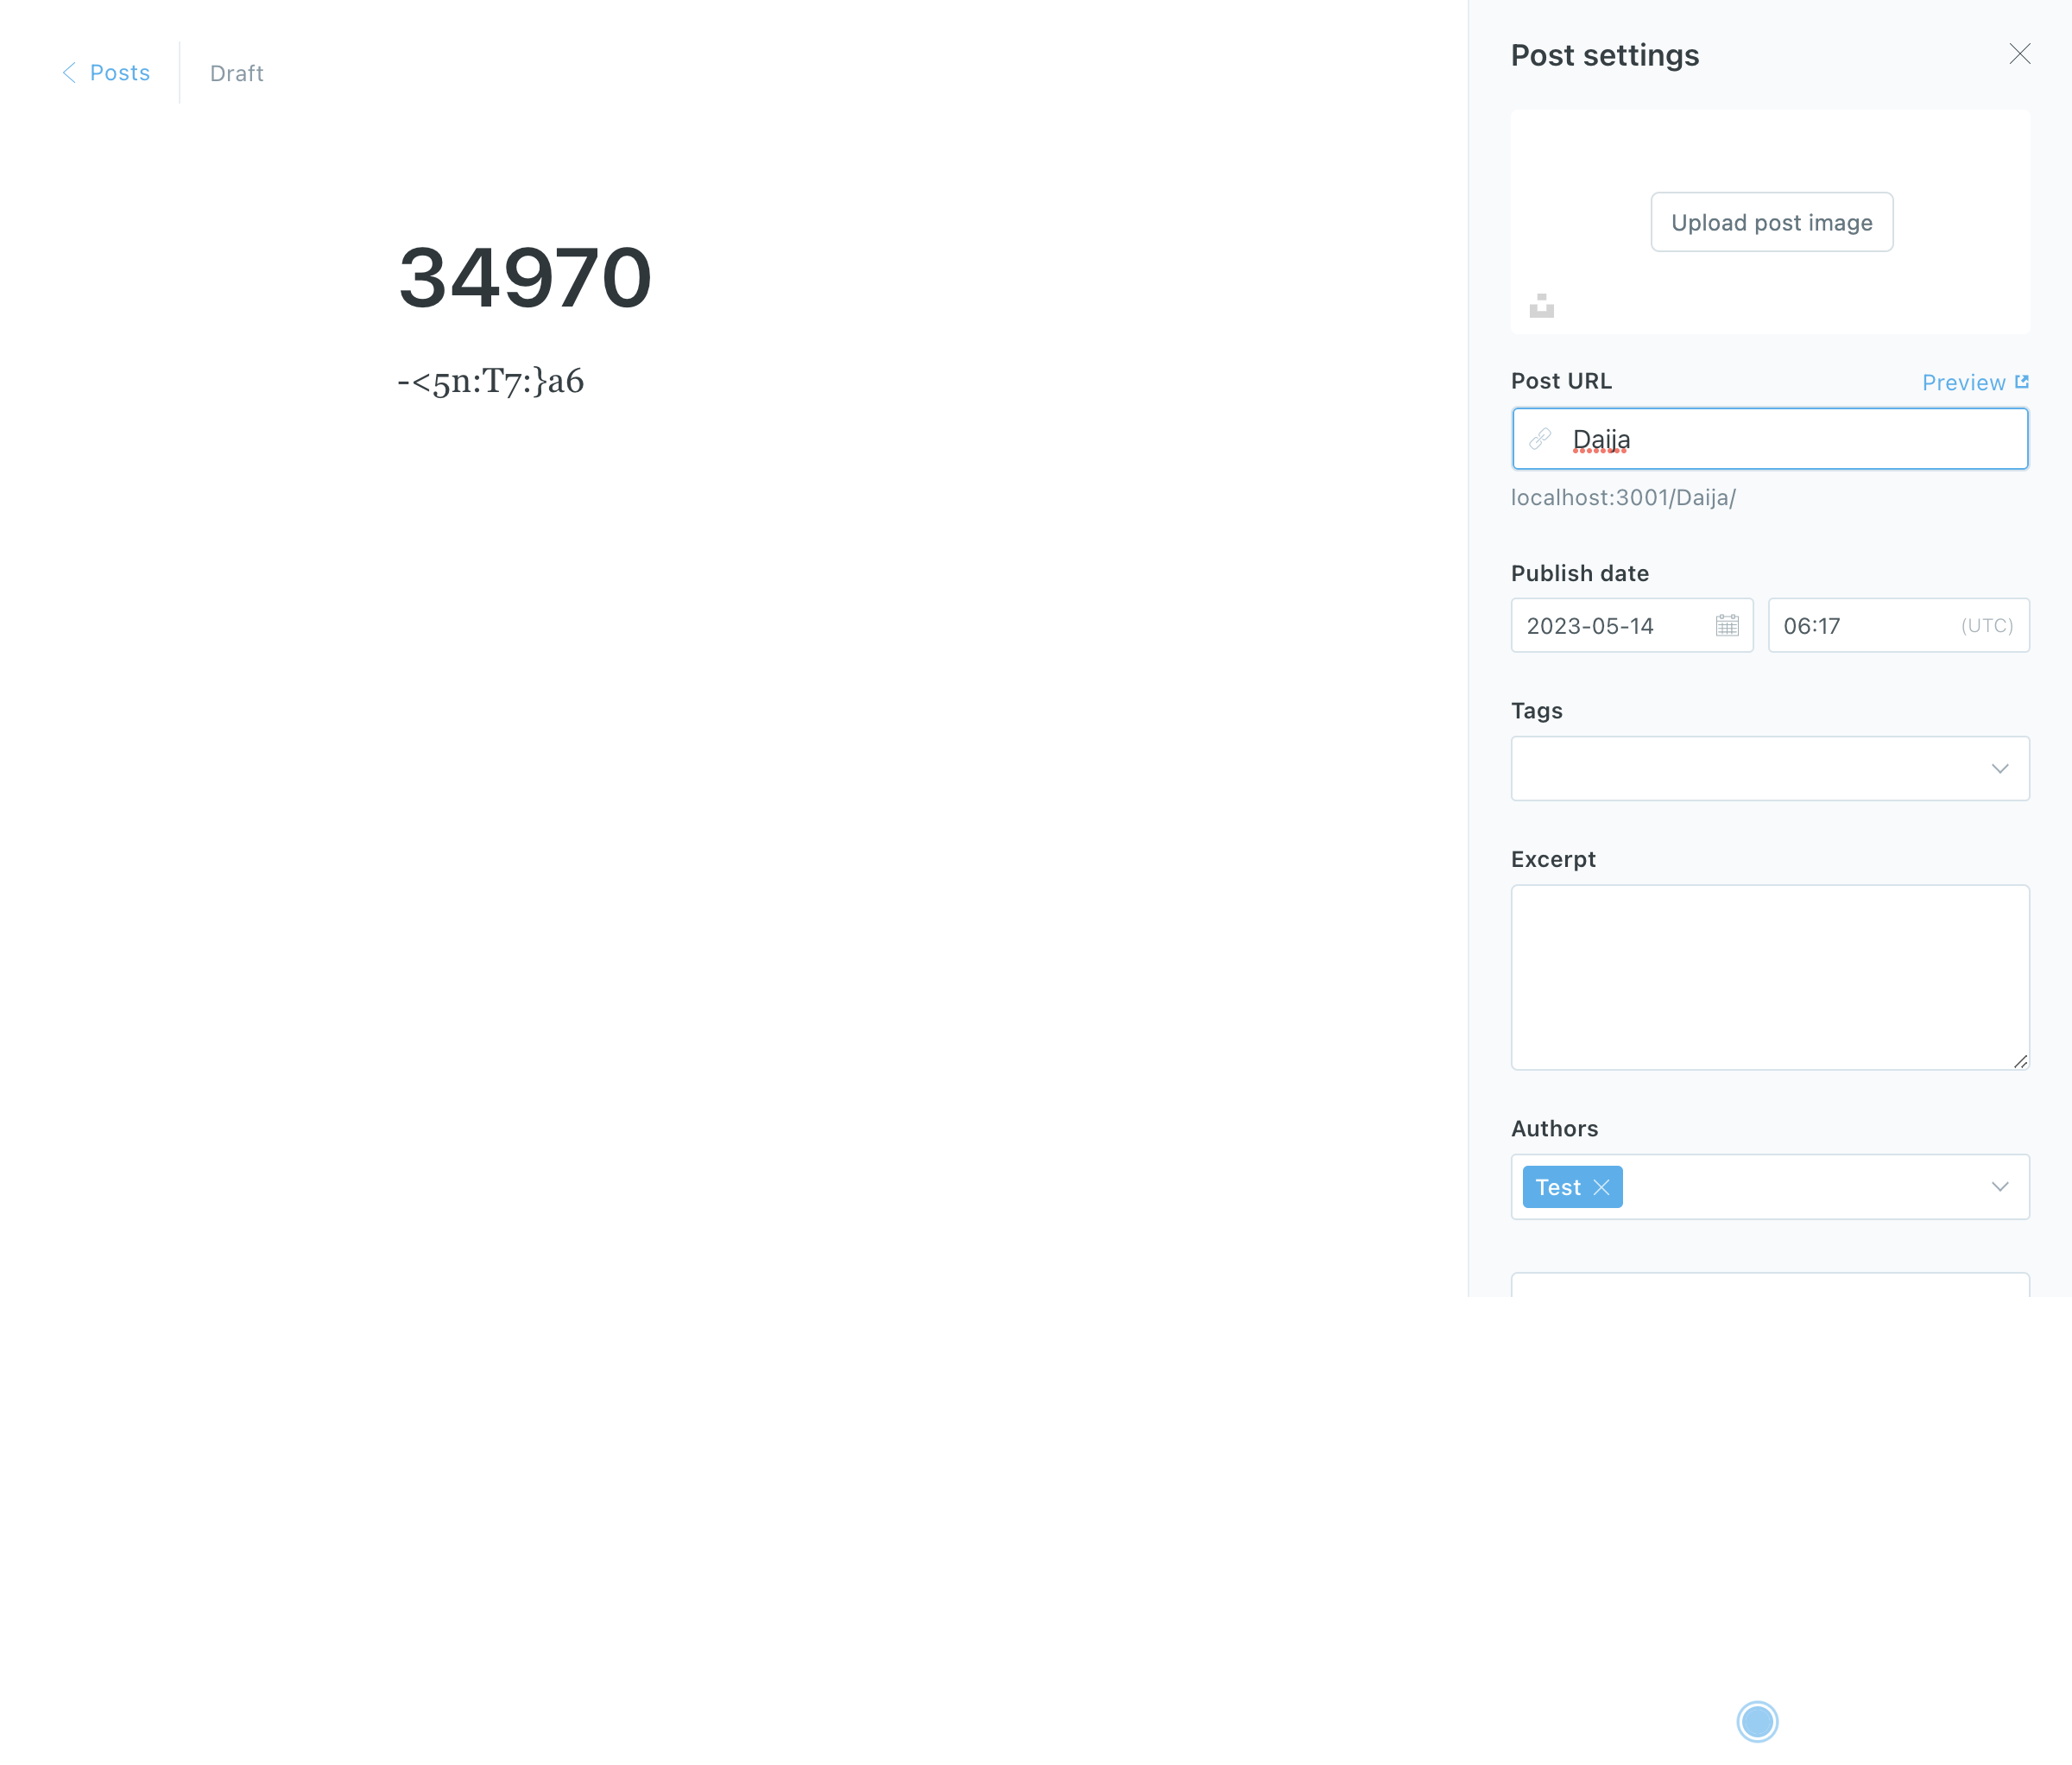 Posts
Draft
34970
-<5n:T7:}a6
Post settings
Upload post image
Post URL
Preview
Daija
localhost:3001/Daija/
Publish date
2023-05-14
06:17
(UTC)
Tags
Excerpt
Authors
Test